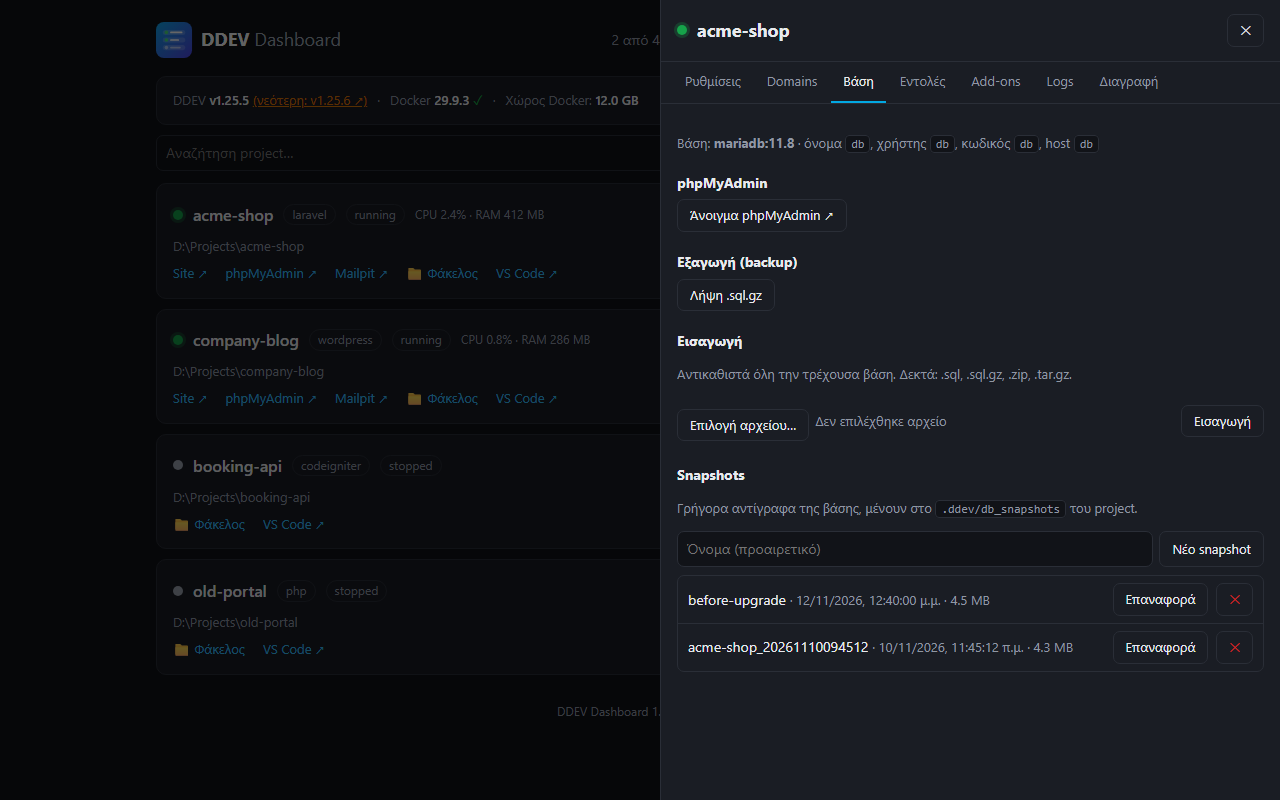 DDEV Dashboard
2 από 4
DDEV v1.25.5 (νεότερη: v1.25.6 ↗) · Docker 29.9.3 ✓ · Χώρος Docker: 12.0 GB
Αναζήτηση project...
acme-shop laravel running CPU 2.4% · RAM 412 MB
D:\Projects\acme-shop
Site ↗ phpMyAdmin ↗ Mailpit ↗ Φάκελος VS Code ↗
company-blog wordpress running CPU 0.8% · RAM 286 MB
D:\Projects\company-blog
Site ↗ phpMyAdmin ↗ Mailpit ↗ Φάκελος VS Code ↗
booking-api codeigniter stopped
D:\Projects\booking-api
Φάκελος VS Code ↗
old-portal php stopped
D:\Projects\old-portal
Φάκελος VS Code ↗
DDEV Dashboard 1.
acme-shop ✕
Ρυθμίσεις Domains Βάση Εντολές Add-ons Logs Διαγραφή
Βάση: mariadb:11.8 · όνομα db, χρήστης db, κωδικός db, host db
phpMyAdmin
Άνοιγμα phpMyAdmin ↗
Εξαγωγή (backup)
Λήψη .sql.gz
Εισαγωγή
Αντικαθιστά όλη την τρέχουσα βάση. Δεκτά: .sql, .sql.gz, .zip, .tar.gz.
Επιλογή αρχείου... Δεν επιλέχθηκε αρχείο Εισαγωγή
Snapshots
Γρήγορα αντίγραφα της βάσης, μένουν στο .ddev/db_snapshots του project.
Όνομα (προαιρετικό) Νέο snapshot
before-upgrade · 12/11/2026, 12:40:00 μ.μ. · 4.5 MB Επαναφορά ✕
acme-shop_20261110094512 · 10/11/2026, 11:45:12 π.μ. · 4.3 MB Επαναφορά ✕